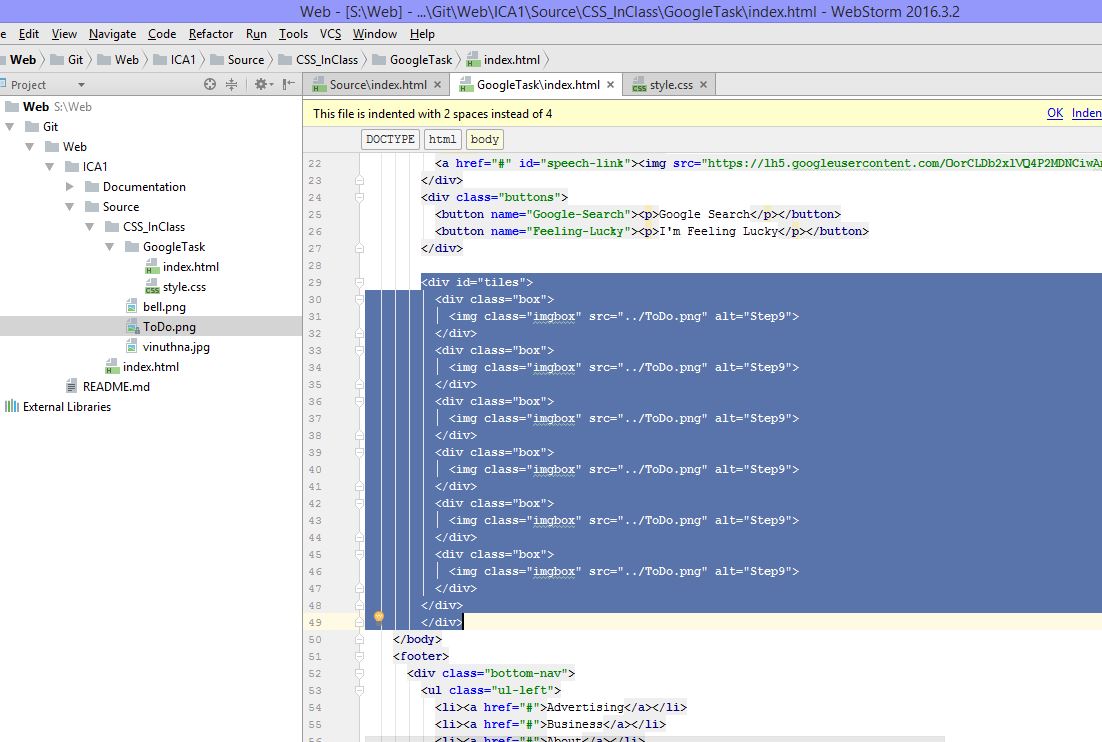 Web - [S:\Web] - ...\Git\Web\ICA1\Source\CSS_InClass\GoogleTask\index.html - WebStorm 2016.3.2
e Edit View Navigate Code Refactor Run Tools VCS Window Help
Web Git Web ICA1 Source CSS_InClass GoogleTask index.html
Project
Source\index.html GoogleTask\index.html style.css
Web S:\Web
Git
Web
ICA1
Documentation
Source
CSS_InClass
GoogleTask
index.html
style.css
bell.png
ToDo.png
vinuthna.jpg
index.html
README.md
External Libraries
This file is indented with 2 spaces instead of 4 OK Inden
DOCTYPE html body
22 <a href="#" id="speech-link"><img src="https://lh5.googleusercontent.com/
23 </div>
24 <div class="buttons">
25 <button name="Google-Search"><p>Google Search</p></button>
26 <button name="Feeling-Lucky"><p>I'm Feeling Lucky</p></button>
27 </div>
28
29 <div id="tiles">
30 <div class="box">
31 <img class="imgbox" src="../ToDo.png" alt="Step9">
32 </div>
33 <div class="box">
34 <img class="imgbox" src="../ToDo.png" alt="Step9">
35 </div>
36 <div class="box">
37 <img class="imgbox" src="../ToDo.png" alt="Step9">
38 </div>
39 <div class="box">
40 <img class="imgbox" src="../ToDo.png" alt="Step9">
41 </div>
42 <div class="box">
43 <img class="imgbox" src="../ToDo.png" alt="Step9">
44 </div>
45 <div class="box">
46 <img class="imgbox" src="../ToDo.png" alt="Step9">
47 </div>
48 </div>
49 </div>
50 </body>
51 <footer>
52 <div class="bottom-nav">
53 <ul class="ul-left">
54 <li><a href="#">Advertising</a></li>
55 <li><a href="#">Business</a></li>
56 <li><a href="#">About</a></li>